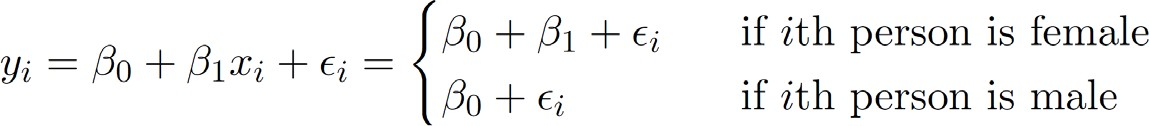 yᵢ = β₀ + β₁xᵢ + ϵᵢ = { β₀ + β₁ + ϵᵢ if ith person is female
β₀ + ϵᵢ if ith person is male